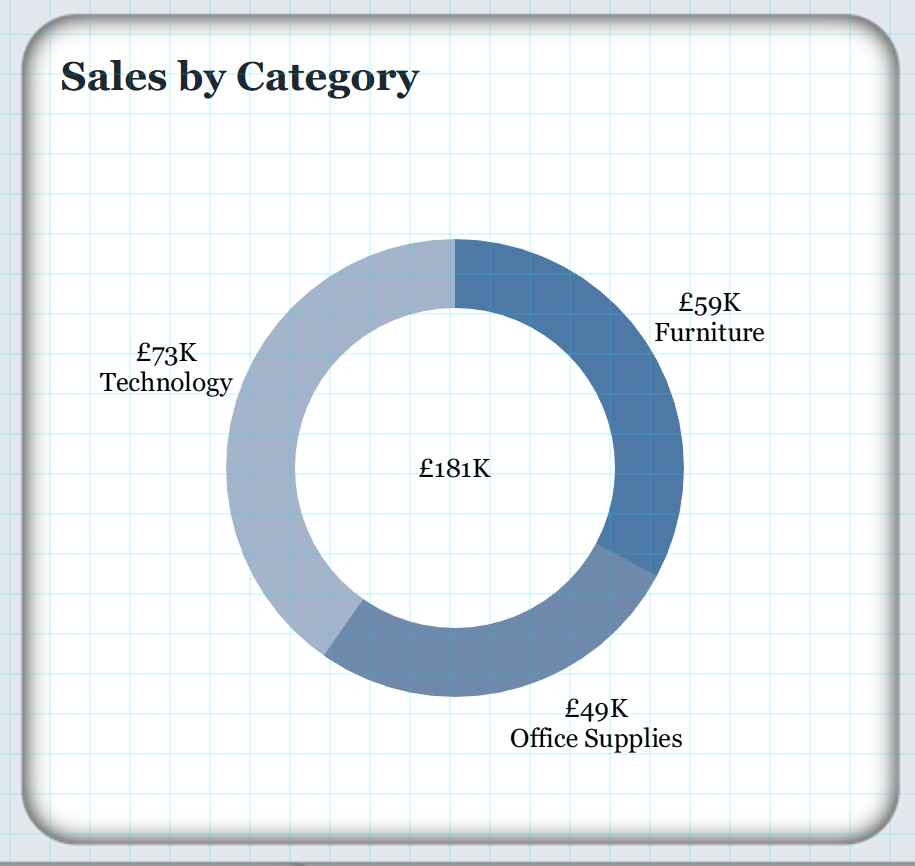 Sales by Category
£59K
Furniture
£73K
Technology
£181K
£49K
Office Supplies